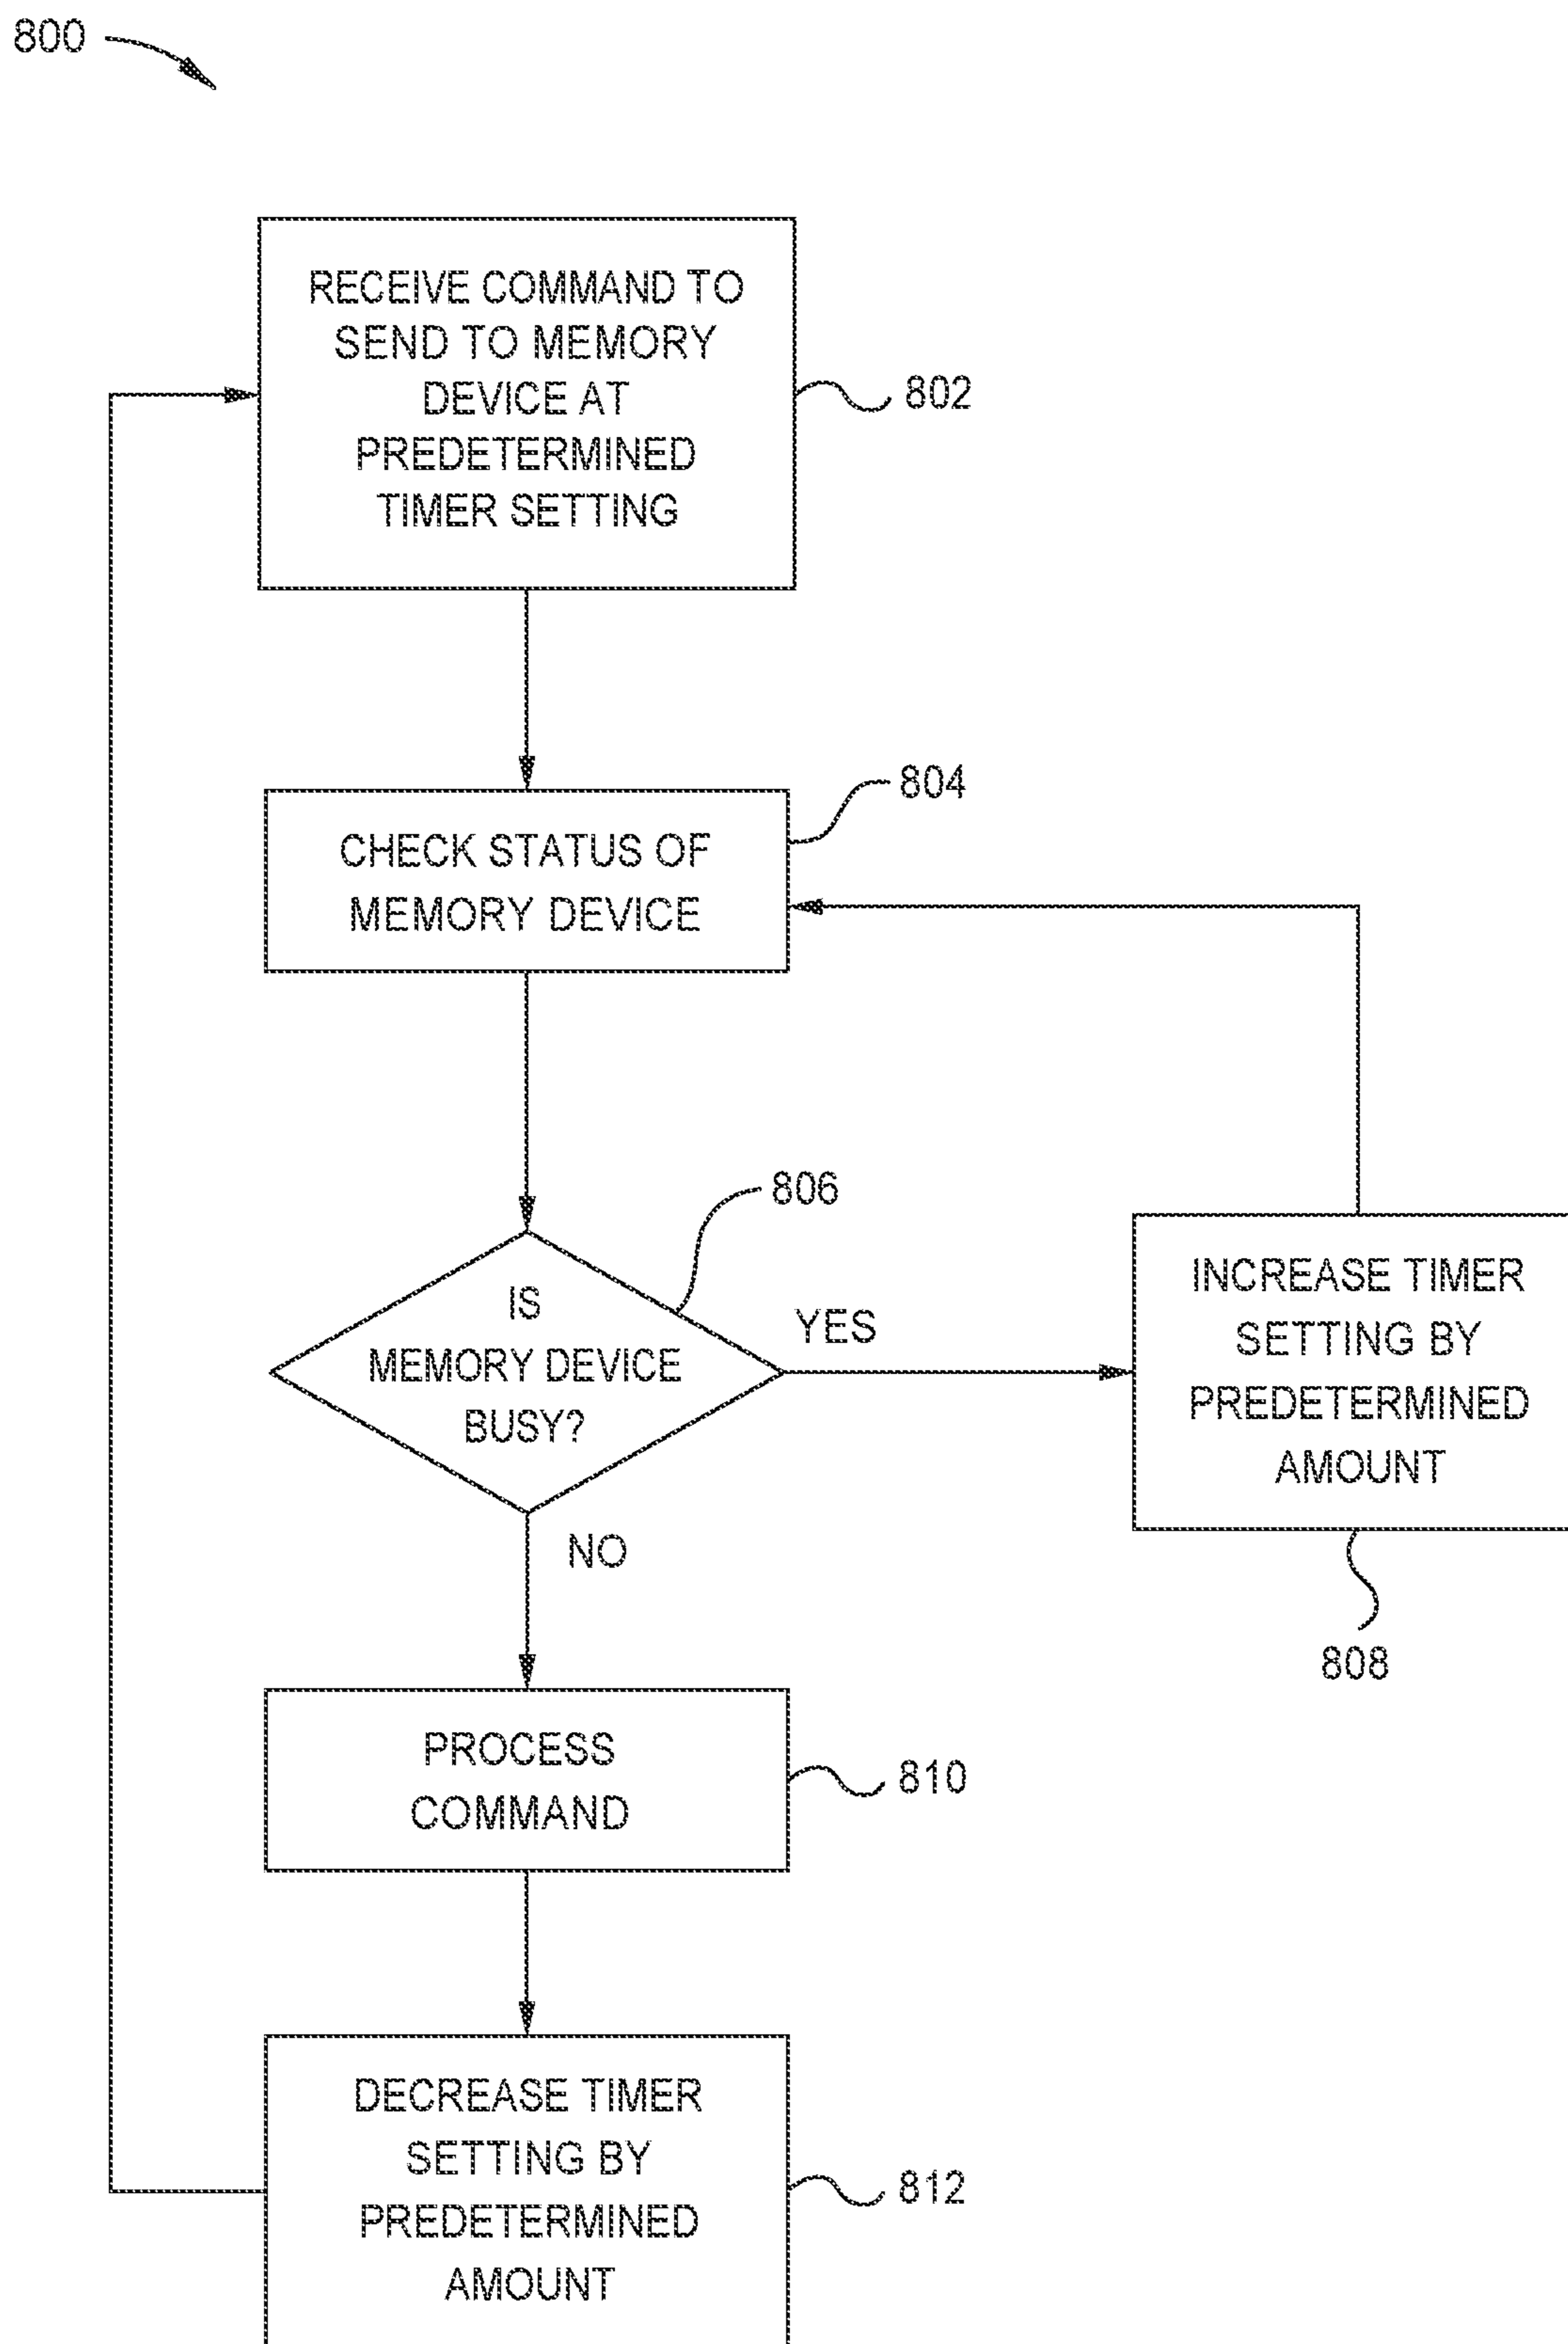 800
RECEIVE COMMAND TO
SEND TO MEMORY
DEVICE AT
PREDETERMINED
TIMER SETTING
802
804
CHECK STATUS OF
MEMORY DEVICE
806
IS
MEMORY DEVICE
BUSY?
YES
INCREASE TIMER
SETTING BY
PREDETERMINED
AMOUNT
808
NO
PROCESS
COMMAND
810
DECREASE TIMER
SETTING BY
PREDETERMINED
AMOUNT
812